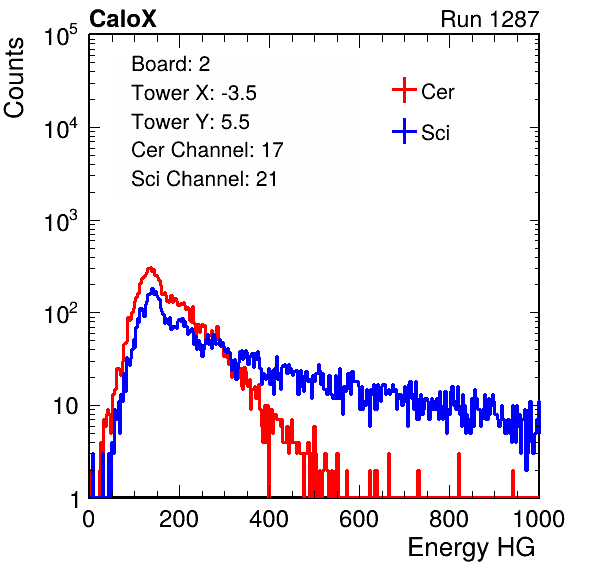 CaloX Run 1287
Counts
Board: 2
Tower X: -3.5
Tower Y: 5.5
Cer Channel: 17
Sci Channel: 21
Cer
Sci
10^5
10^4
10^3
10^2
10
1
0 200 400 600 800 1000
Energy HG